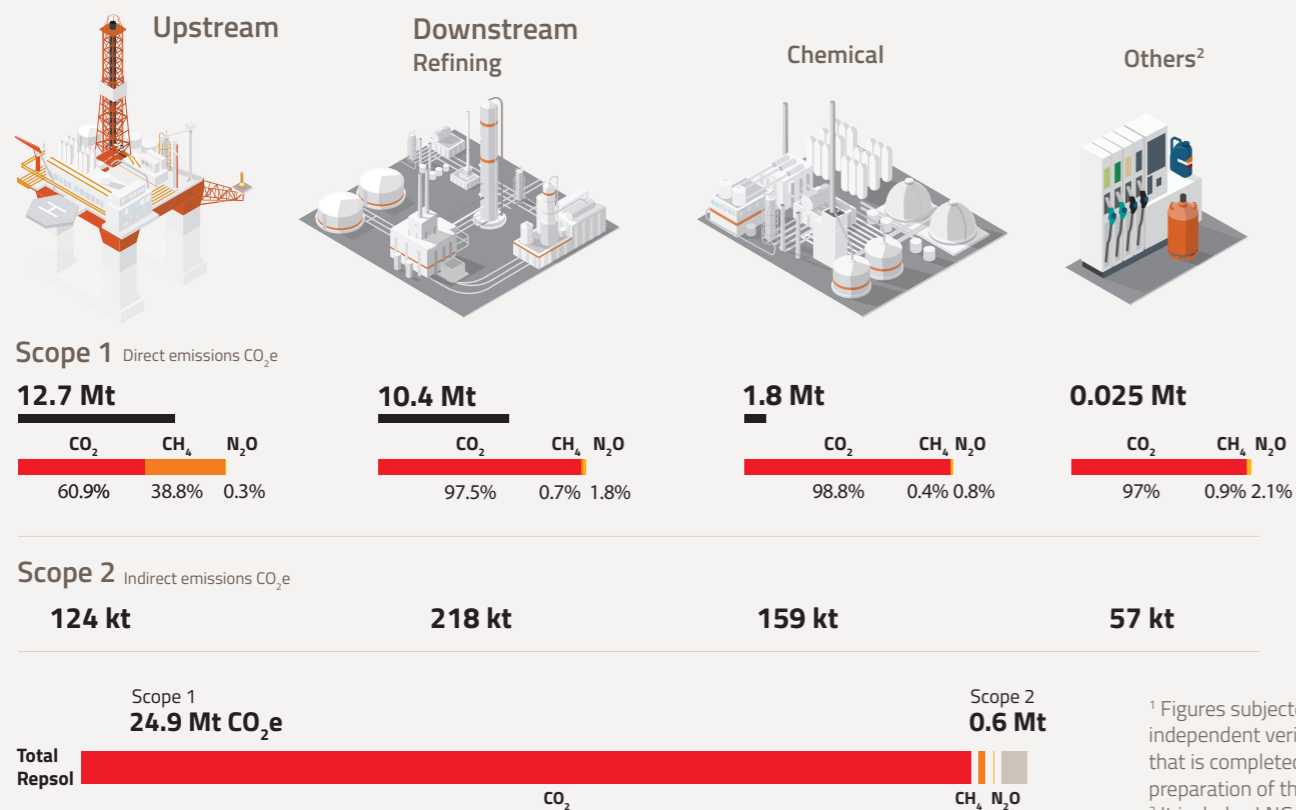 Upstream
Downstream
Refining
Chemical
Others²
Scope 1 Direct emissions CO₂e
12.7 Mt 10.4 Mt 1.8 Mt 0.025 Mt
CO₂ CH₄ N₂O CO₂ CH₄ N₂O CO₂ CH₄ N₂O CO₂ CH₄ N₂O
60.9% 38.8% 0.3% 97.5% 0.7% 1.8% 98.8% 0.4% 0.8% 97% 0.9% 2.1%
Scope 2 Indirect emissions CO₂e
124 kt 218 kt 159 kt 57 kt
Scope 1 Scope 2
24.9 Mt CO₂e 0.6 Mt
Total
Repsol
CO₂ CH₄ N₂O
¹ Figures subjecte
independent veri
that is completed
preparation of th